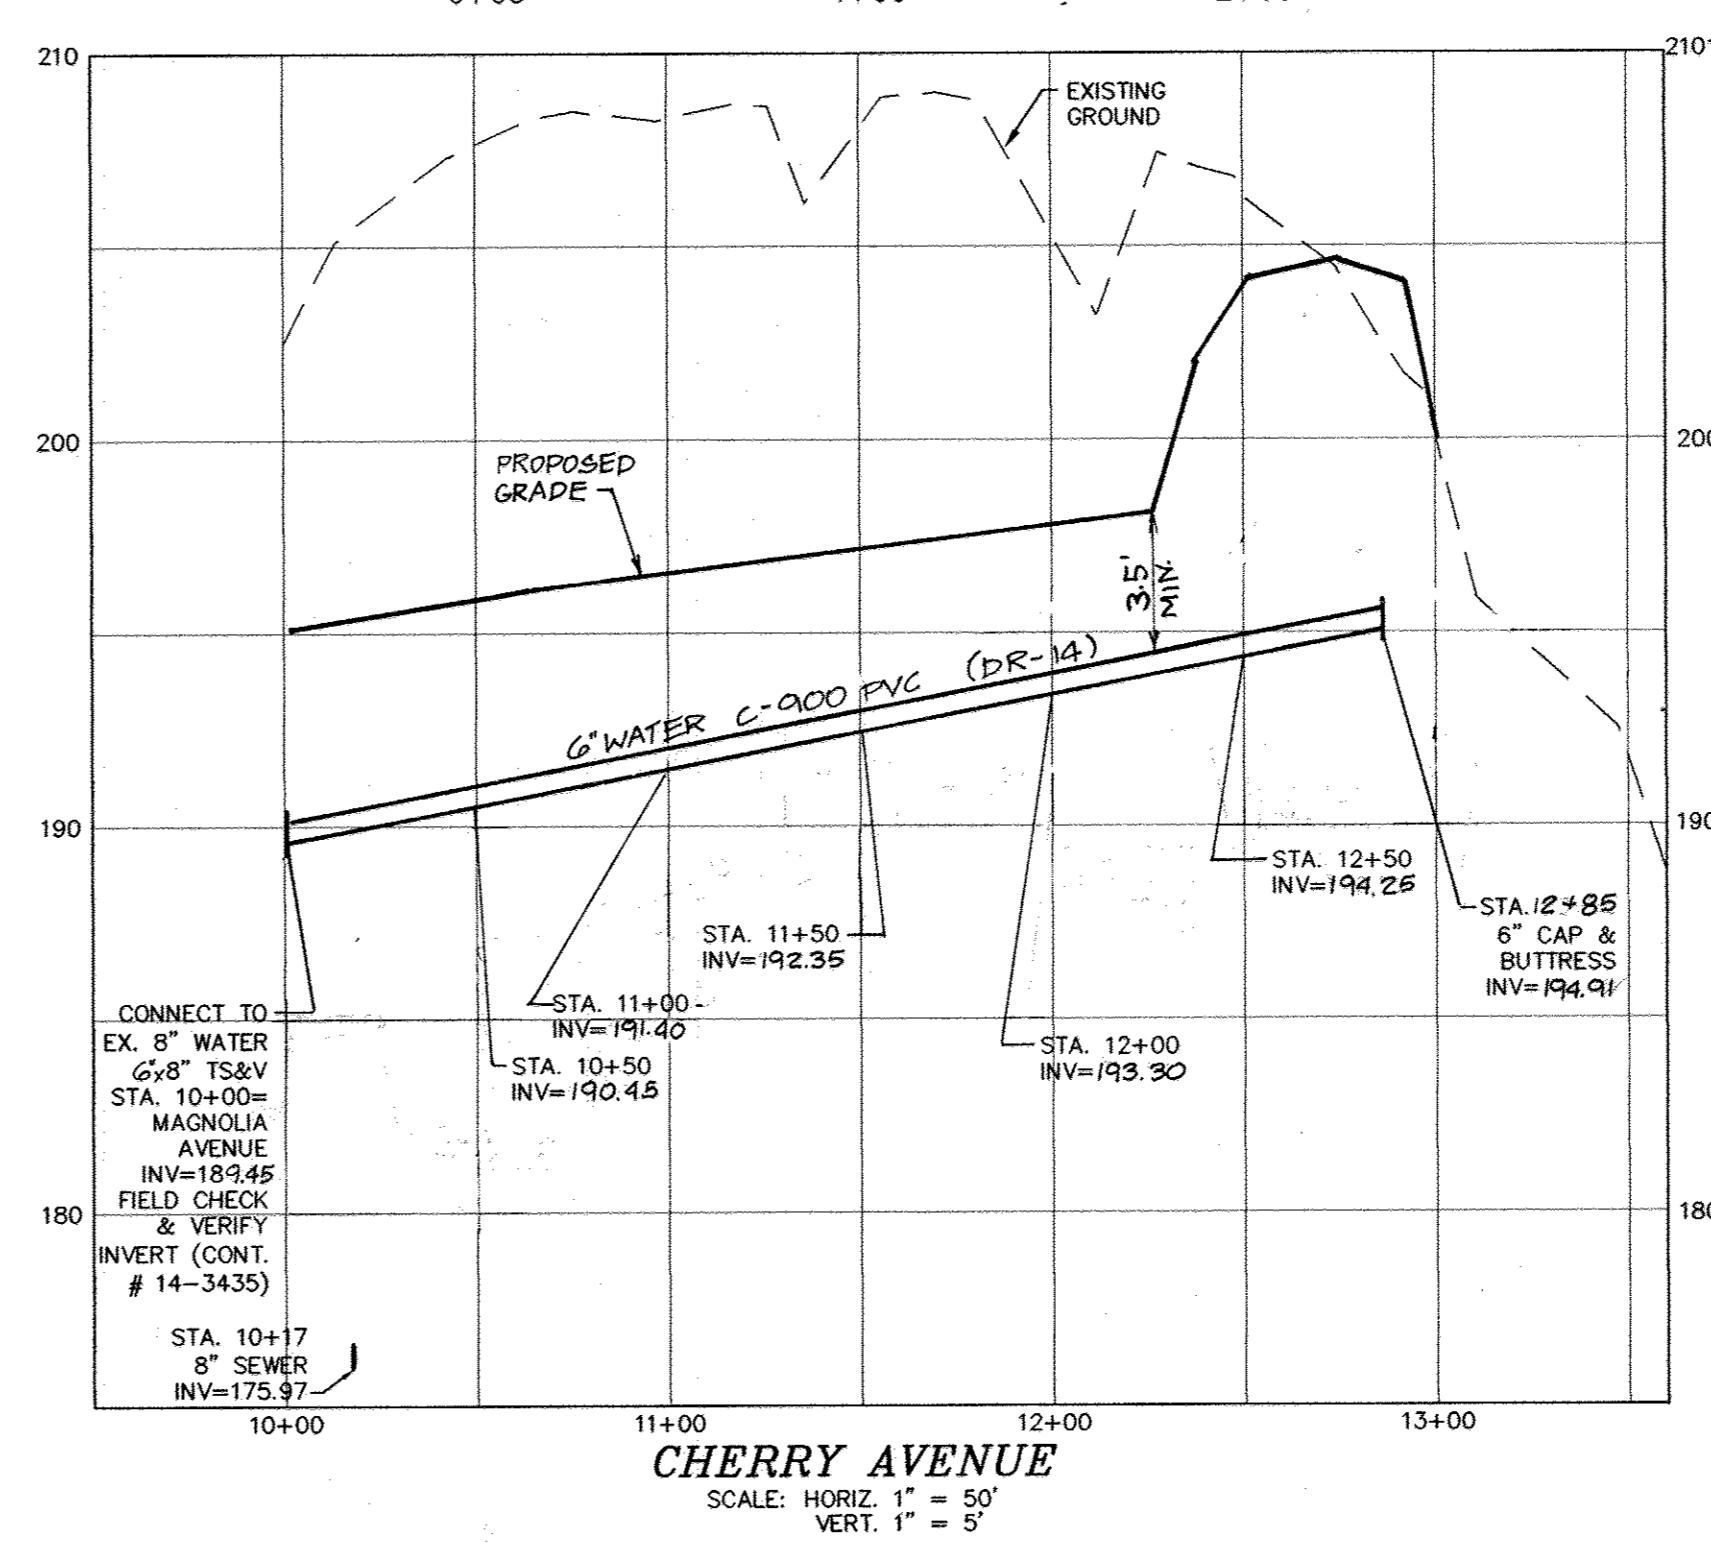 210
210
EXISTING
GROUND
200
200
PROPOSED
GRADE
3.5'
MIN.
6" WATER C-900 PVC (DR-14)
190
190
STA. 12+50
INV=194.25
STA. 12+85
6" CAP &
BUTTRESS
INV=194.91
STA. 11+50
INV=192.35
STA. 11+00
INV=191.40
STA. 12+00
INV=193.30
STA. 10+50
INV=190.45
CONNECT TO
EX. 8" WATER
6"x8" TS&V
STA. 10+00=
MAGNOLIA
AVENUE
INV=189.45
FIELD CHECK
& VERIFY
INVERT (CONT.
# 14-3435)
180
180
STA. 10+17
8" SEWER
INV=175.97
10+00
11+00
12+00
13+00
CHERRY AVENUE
SCALE: HORIZ. 1" = 50'
VERT. 1" = 5'